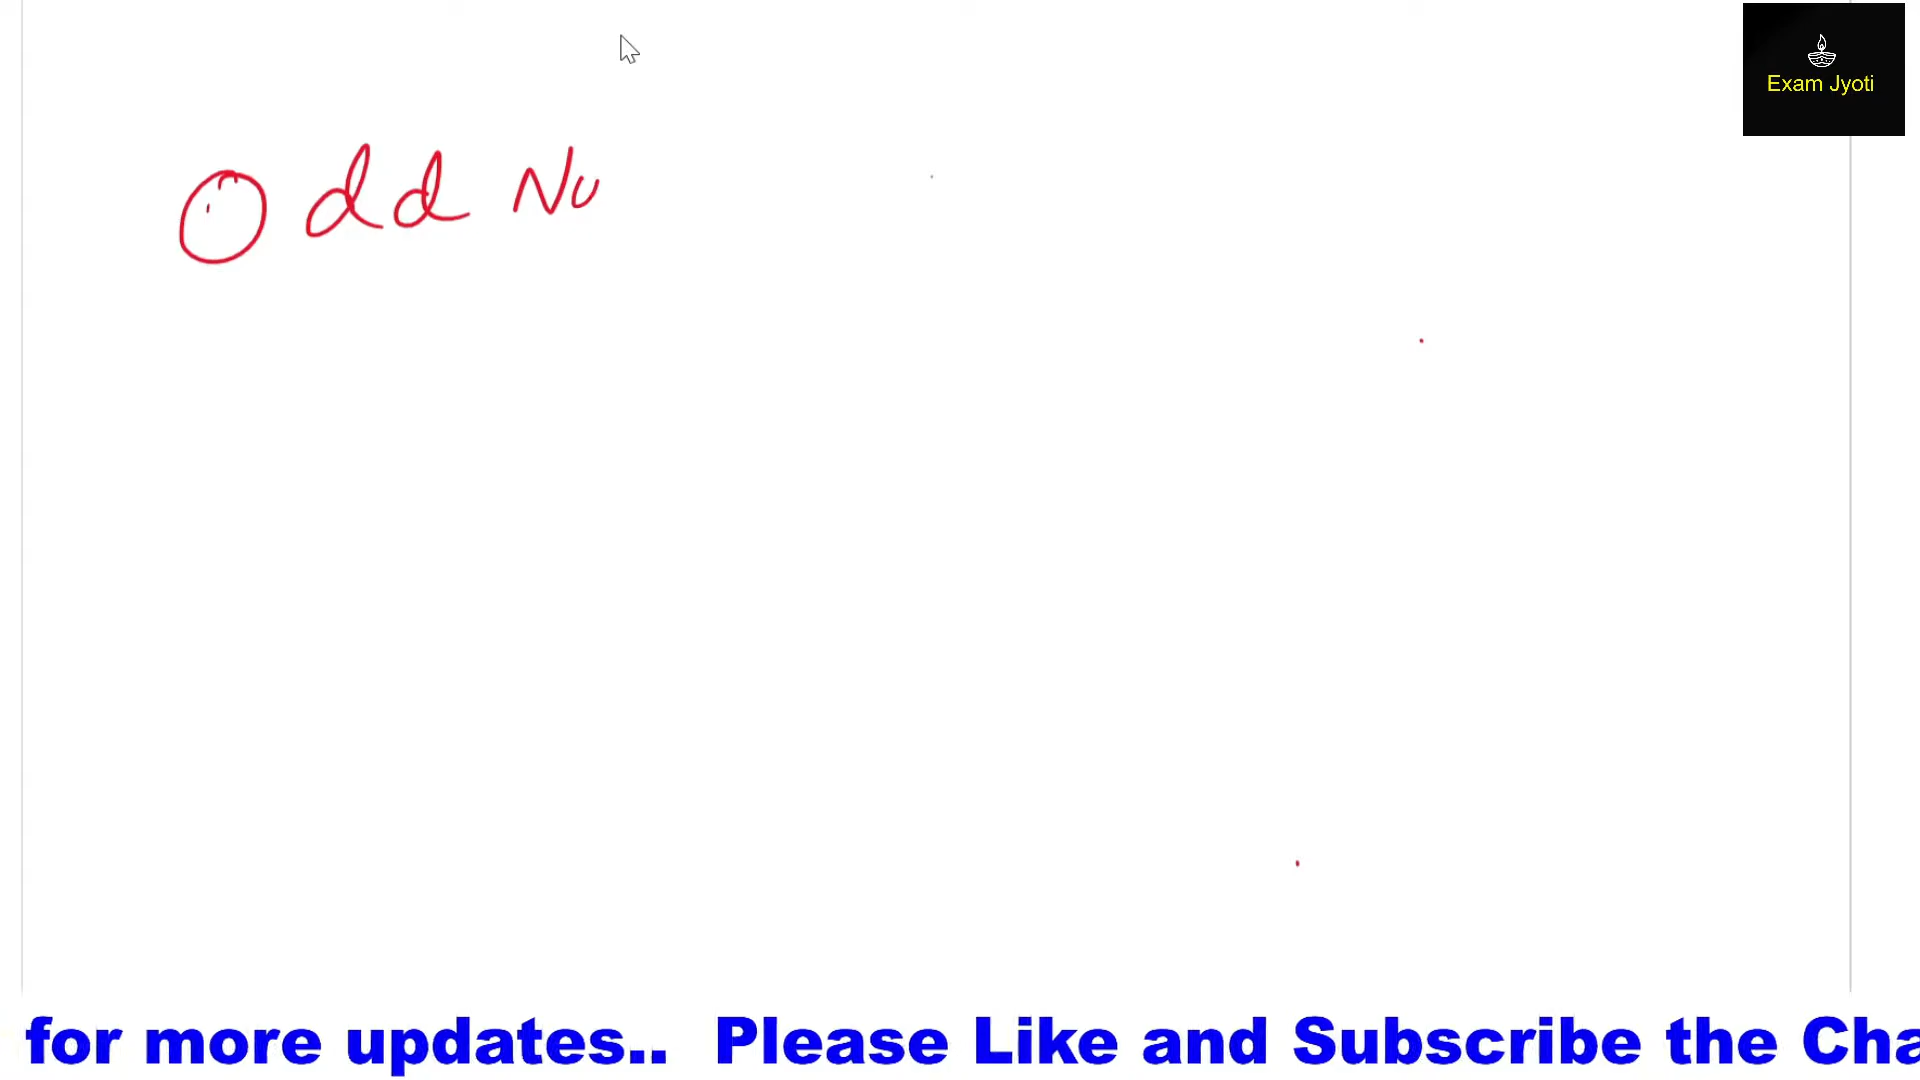 Exam Jyoti
Odd Nu
for more updates.. Please Like and Subscribe the Cha